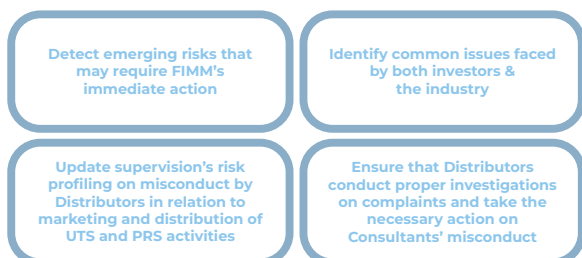 Detect emerging risks that
may require FIMM's
immediate action
Identify common issues faced
by both investors &
the industry
Update supervision's risk
profiling on misconduct by
Distributors in relation to
marketing and distribution of
UTS and PRS activities
Ensure that Distributors
conduct proper investigations
on complaints and take the
necessary action on
Consultants' misconduct